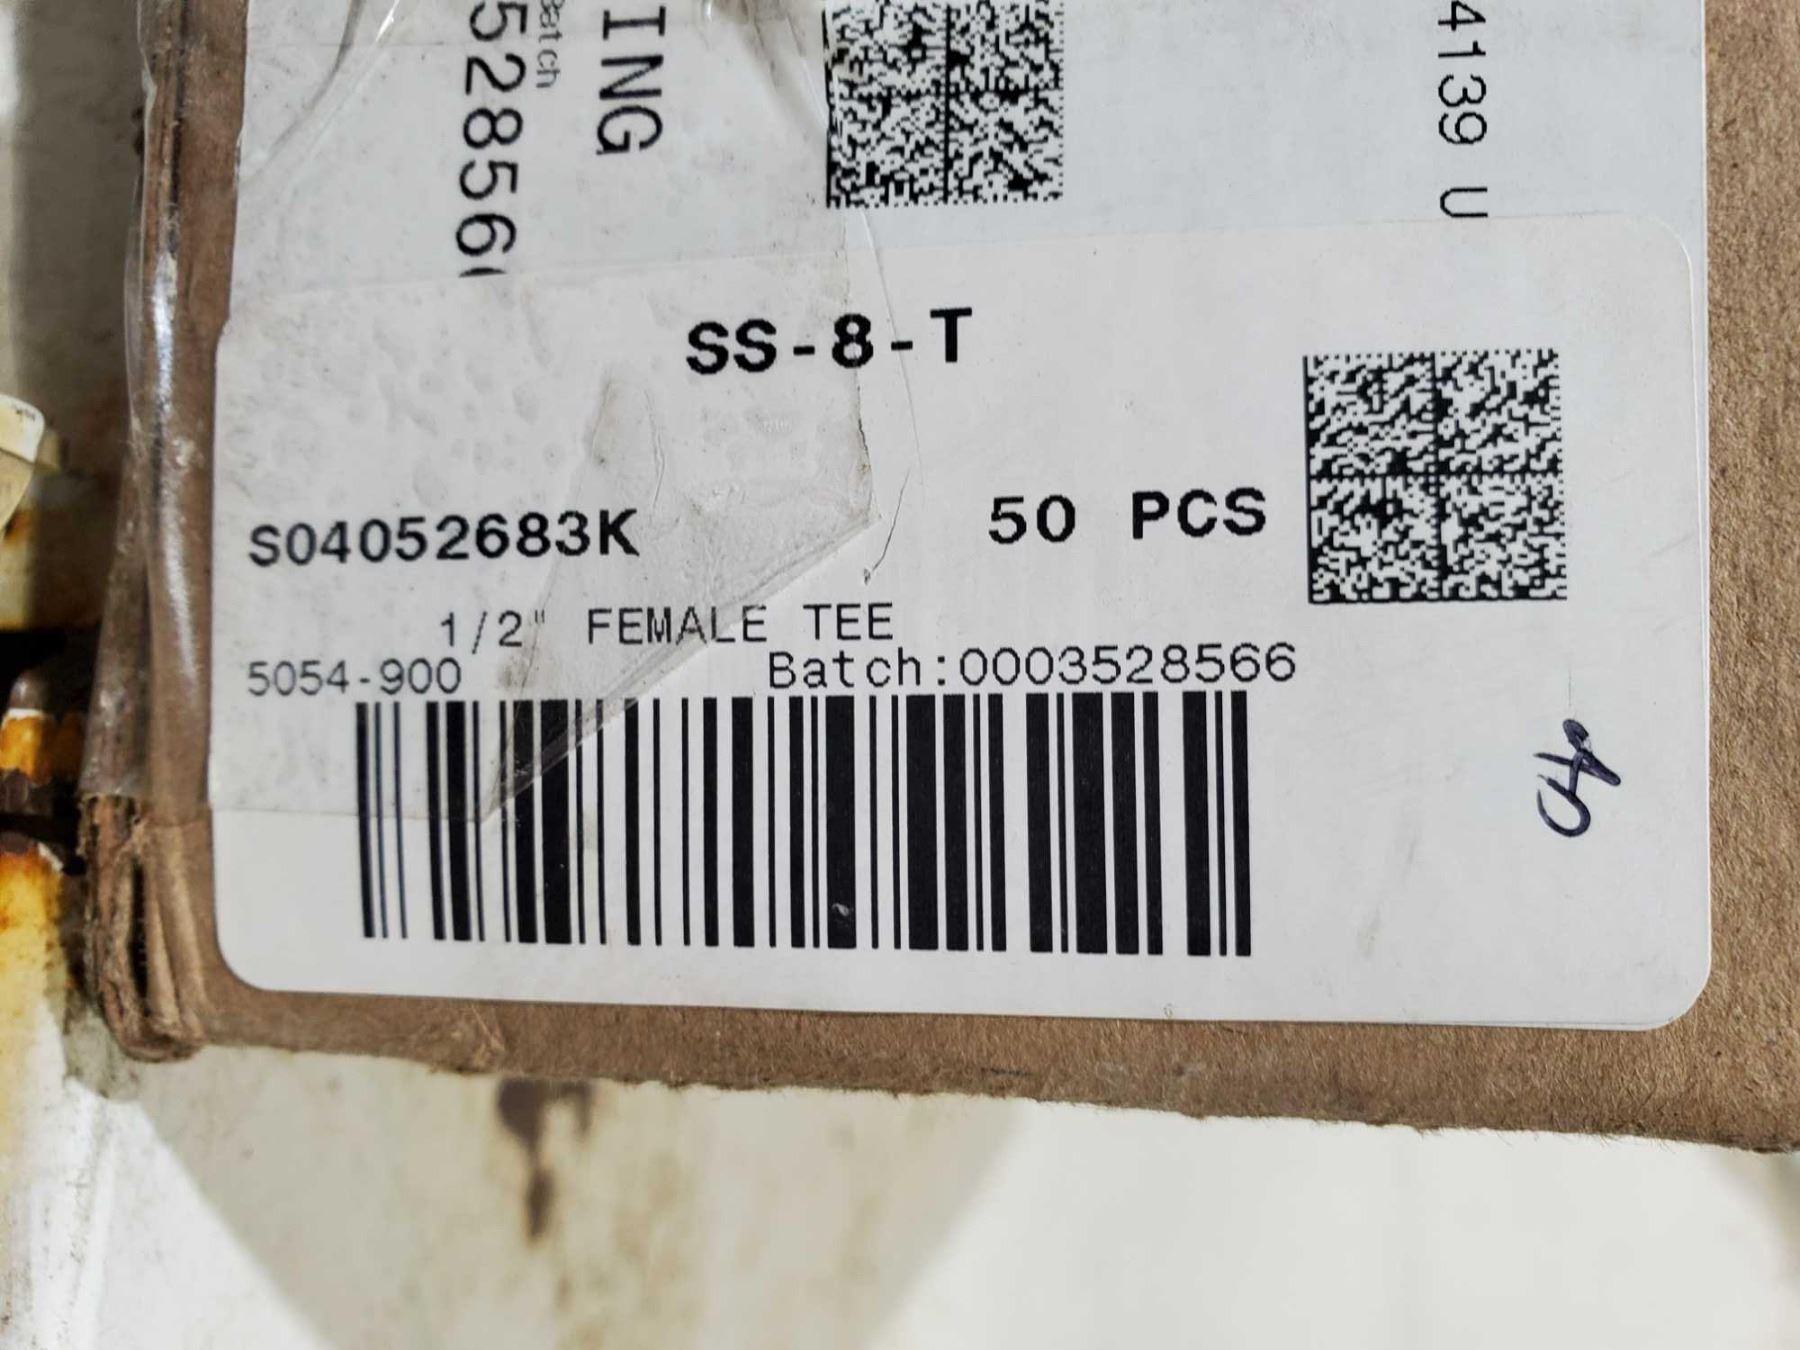 ING
Batch
528566
4139 U
SS-8-T
S04052683K
50 PCS
1/2" FEMALE TEE
5054-900
Batch:0003528566